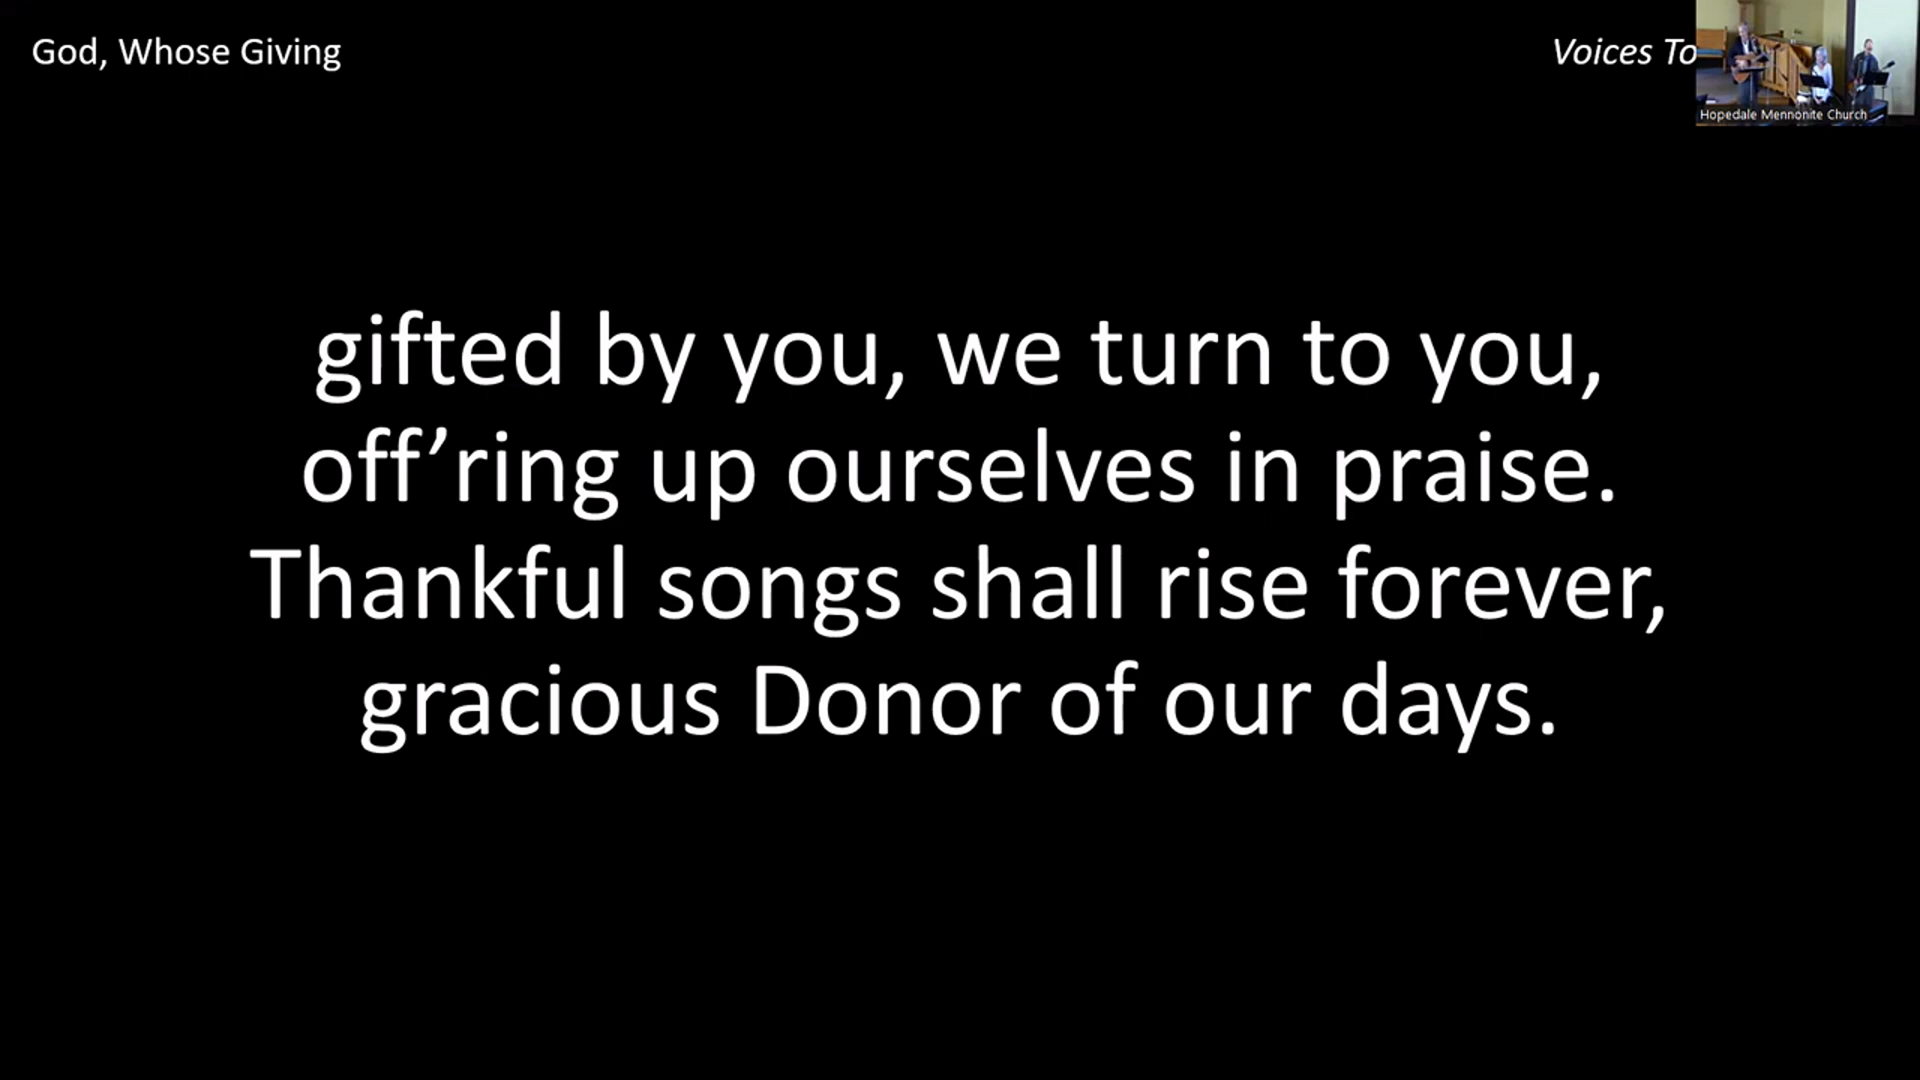 God, Whose Giving
Voices To
Hopedale Mennonite Church
gifted by you, we turn to you,
off’ring up ourselves in praise.
Thankful songs shall rise forever,
gracious Donor of our days.